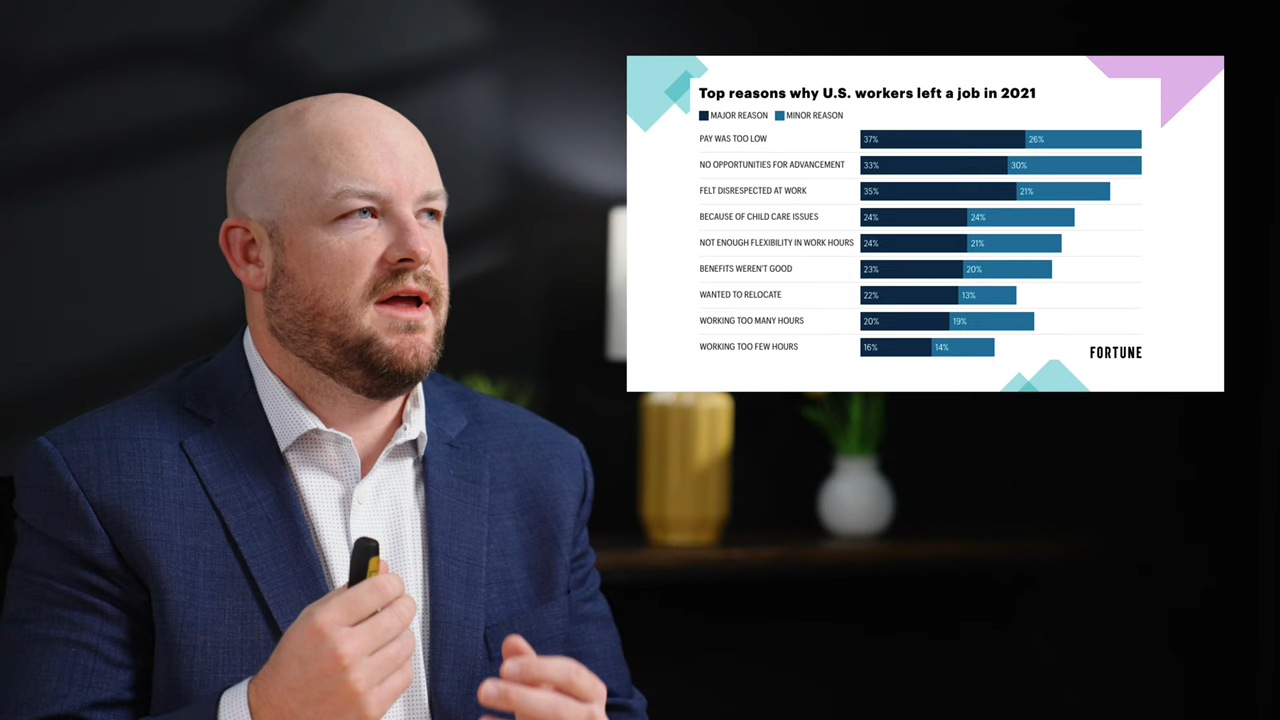 Top reasons why U.S. workers left a job in 2021
MAJOR REASON MINOR REASON
PAY WAS TOO LOW 37% 26%
NO OPPORTUNITIES FOR ADVANCEMENT 33% 30%
FELT DISRESPECTED AT WORK 35% 21%
BECAUSE OF CHILD CARE ISSUES 24% 24%
NOT ENOUGH FLEXIBILITY IN WORK HOURS 24% 21%
BENEFITS WEREN'T GOOD 23% 20%
WANTED TO RELOCATE 22% 13%
WORKING TOO MANY HOURS 20% 19%
WORKING TOO FEW HOURS 16% 14%
FORTUNE